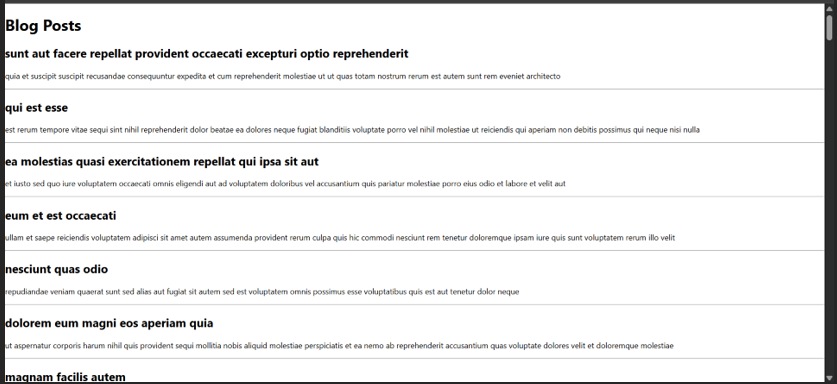 Blog Posts
sunt aut facere repellat provident occaecati excepturi optio reprehenderit
quia et suscipit suscipit recusandae consequuntur expedita et cum reprehenderit molestiae ut ut quas totam nostrum rerum est autem sunt rem eveniet architecto
qui est esse
est rerum tempore vitae sequi sint nihil reprehenderit dolor beatae ea dolores neque fugiat blanditiis voluptate porro vel nihil molestiae ut reiciendis qui aperiam non debitis possimus qui neque nisi nulla
ea molestias quasi exercitationem repellat qui ipsa sit aut
et iusto sed quo iure voluptatem occaecati omnis eligendi aut ad voluptatem doloribus vel accusantium quis pariatur molestiae porro eius odio et labore et velit aut
eum et est occaecati
ullam et saepe reiciendis voluptatem adipisci sit amet autem assumenda provident rerum culpa quis hic commodi nesciunt rem tenetur doloremque ipsam iure quis sunt voluptatem rerum illo velit
nesciunt quas odio
repudiandae veniam quaerat sunt sed alias aut fugiat sit autem sed est voluptatem omnis possimus esse voluptatibus quis est aut tenetur dolor neque
dolorem eum magni eos aperiam quia
ut aspernatur corporis harum nihil quis provident sequi mollitia nobis aliquid molestiae perspiciatis et ea nemo ab reprehenderit accusantium quas voluptate dolores velit et doloremque molestiae
magnam facilis autem